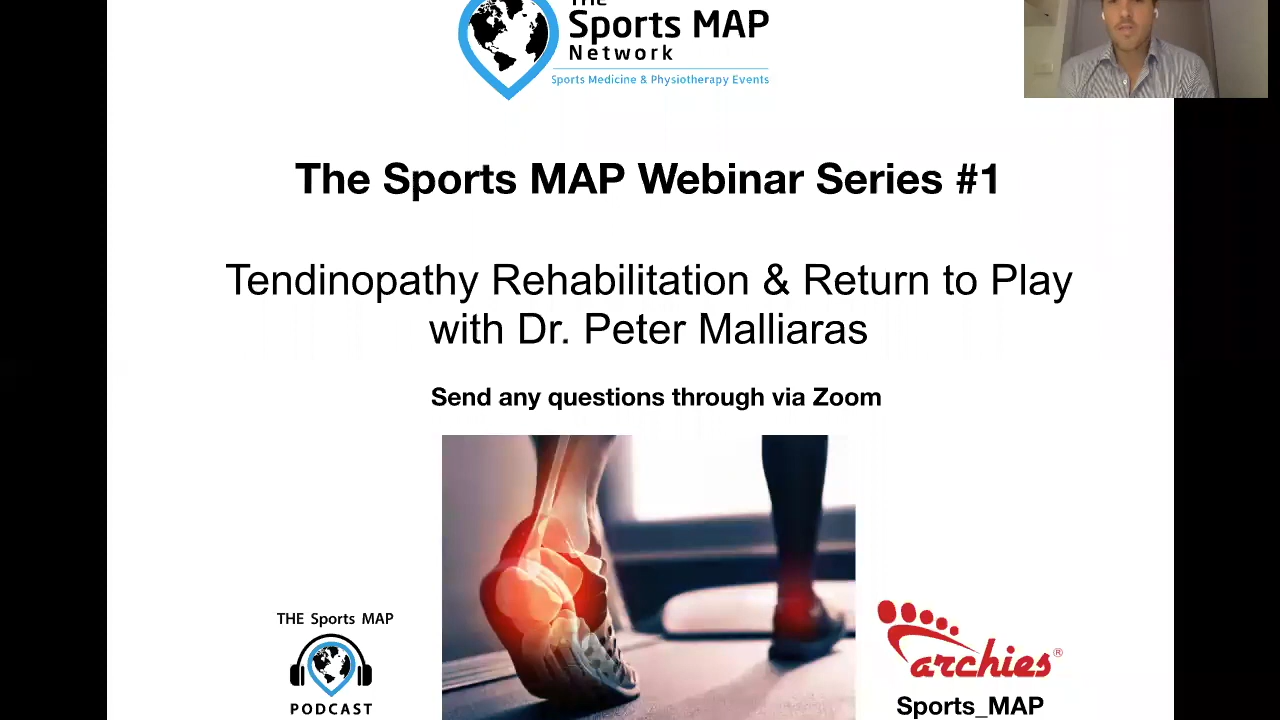 The
Sports MAP
Network
Sports Medicine & Physiotherapy Events
The Sports MAP Webinar Series #1
Tendinopathy Rehabilitation & Return to Play
with Dr. Peter Malliaras
Send any questions through via Zoom
THE Sports MAP
PODCAST
archies®
Sports_MAP